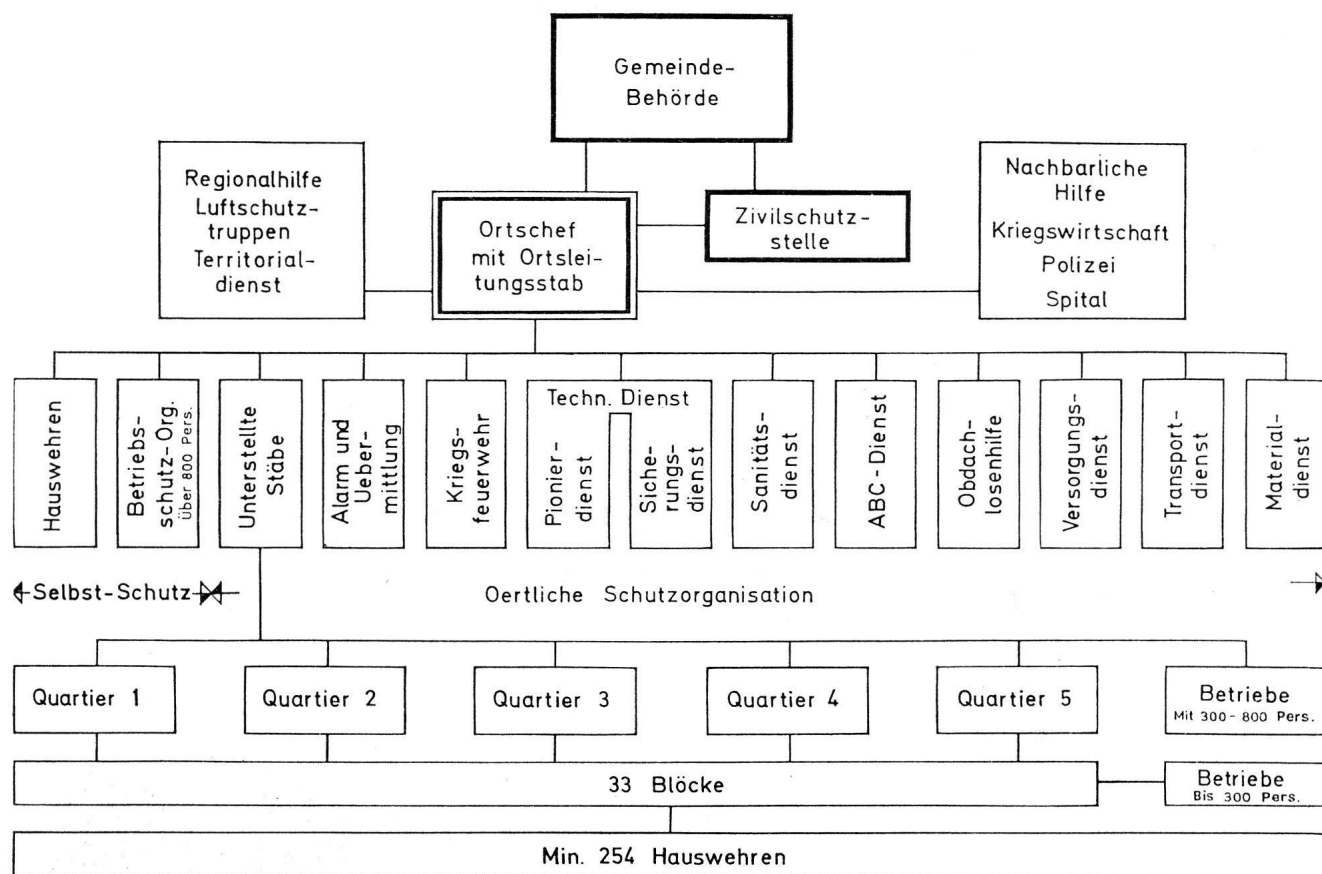 Gemeinde-
Behörde
Regionalhilfe
Luftschutz-
truppen
Territorial-
dienst
Ortschef
mit Ortslei-
tungsstab
Zivilschutz-
stelle
Nachbarliche
Hilfe
Kriegswirtschaft
Polizei
Spital
Hauswehren
Betriebs-
schutz-Org.
Über 800 Pers.
Unterstellte
Stäbe
Alarm und
Ueber-
mittlung
Kriegs-
feuerwehr
Techn. Dienst
Pionier-
dienst
Siche-
rungs-
dienst
Sanitäts-
dienst
ABC-Dienst
Obdach-
losenhilfe
Versorgungs-
dienst
Transport-
dienst
Material-
dienst
Selbst-Schutz
Oertliche Schutzorganisation
Quartier 1
Quartier 2
Quartier 3
Quartier 4
Quartier 5
Betriebe
Mit 300-800 Pers.
33 Blöcke
Betriebe
Bis 300 Pers.
Min. 254 Hauswehren